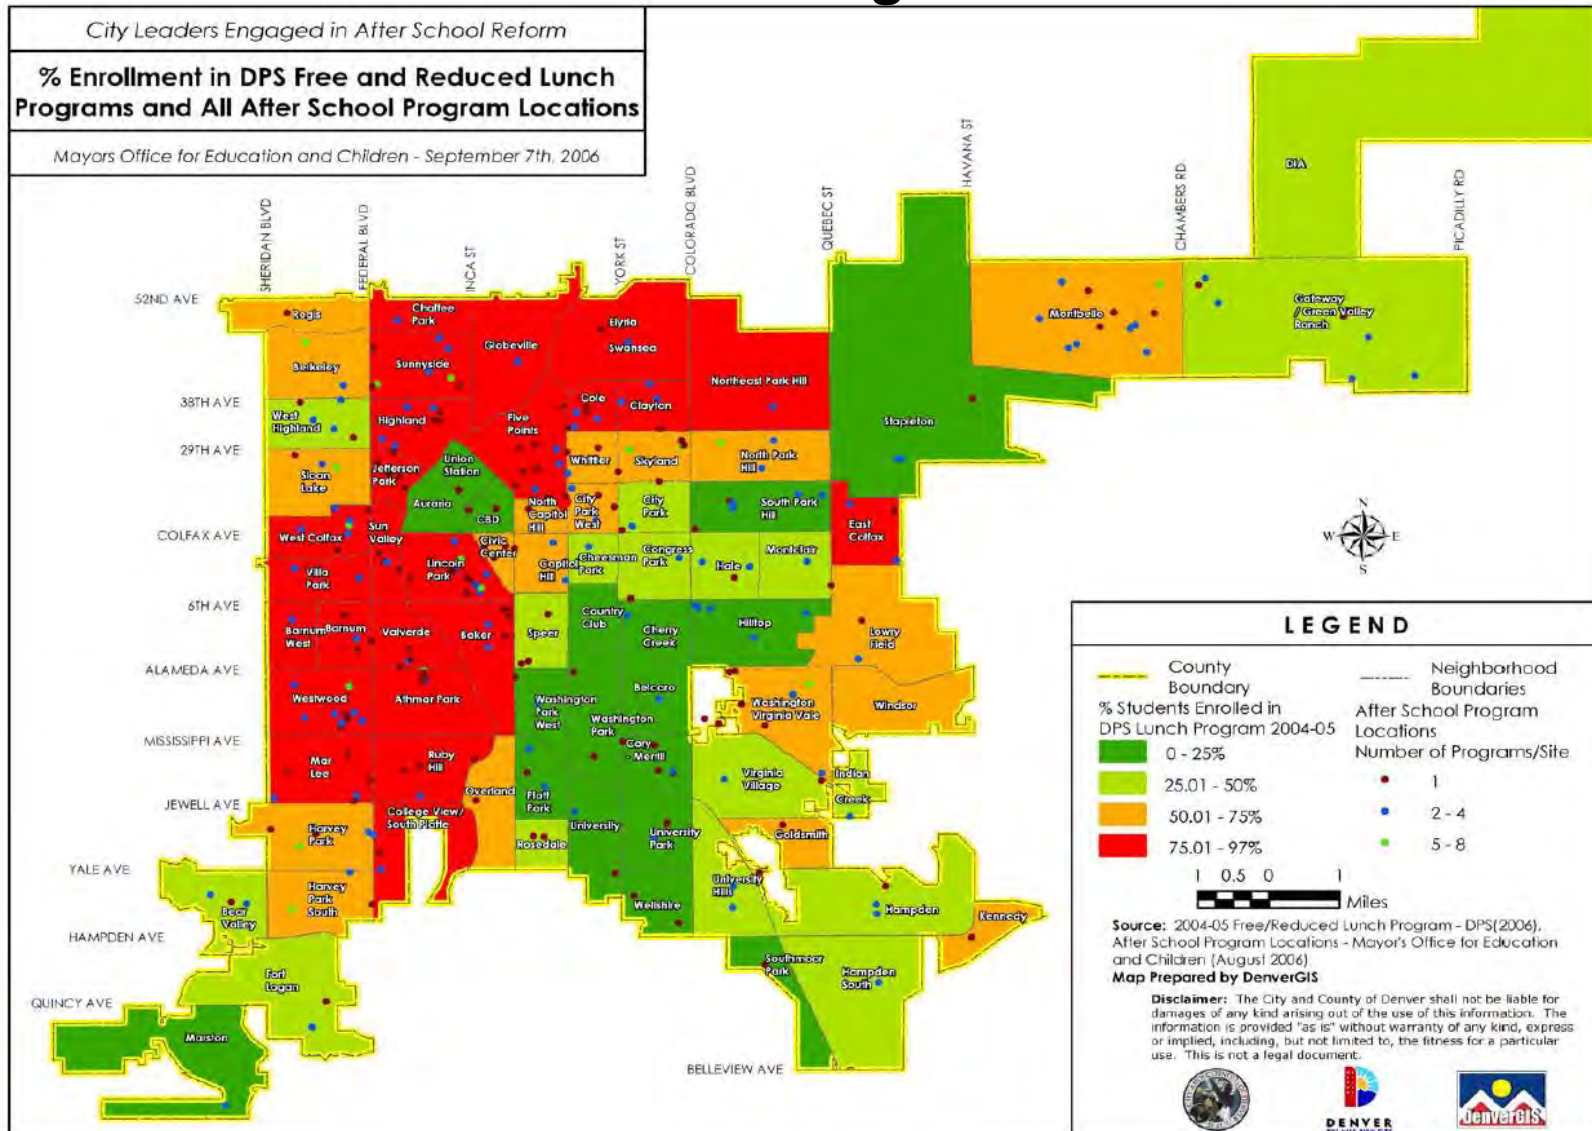 City Leaders Engaged in After School Reform
% Enrollment in DPS Free and Reduced Lunch
Programs and All After School Program Locations
Mayors Office for Education and Children - September 7th, 2006
SHERIDAN BLVD
FEDERAL BLVD
INCA ST
YORK ST
COLORADO BLVD
QUEBEC ST
HAVANA ST
CHAMBERS RD
PICADILLY RD
52ND AVE
38TH AVE
29TH AVE
COLFAX AVE
6TH AVE
ALAMEDA AVE
MISSISSIPPI AVE
JEWELL AVE
YALE AVE
HAMPDEN AVE
QUINCY AVE
BELLEVIEW AVE
DIA
Regis
Chaffee
Park
Globeville
Elyria
Swansea
Montbello
Gateway
/ Green Valley
Ranch
Berkeley
Sunnyside
Northeast Park Hill
West
Highland
Highland
Five
Points
Cole
Clayton
Stapleton
Sloan
Lake
Jefferson
Park
Union
Station
Whittier
Skyland
North Park
Hill
Auraria
CBD
North
Capitol
Hill
City
Park
West
City
Park
South Park
Hill
East
Colfax
West Colfax
Sun
Valley
Civic
Center
Villa
Park
Lincoln
Park
Capitol
Hill
Cheesman
Park
Congress
Park
Hale
Montclair
Barnum
West
Barnum
Valverde
Baker
Speer
Country
Club
Cherry
Creek
Hilltop
Lowry
Field
Westwood
Athmar Park
Washington
Park
West
Belcaro
Washington
Park
Washington
Virginia Vale
Windsor
Mar
Lee
Ruby
Hill
Cory
- Merrill
Virginia
Village
Indian
Creek
Overland
Platt
Park
College View/
South Platte
Harvey
Park
Rosedale
University
University
Park
Goldsmith
Harvey
Park
South
Bear
Valley
Wellshire
University
Hills
Hampden
Kennedy
Fort
Logan
Southmoor
Park
Hampden
South
Marston
N
W
E
S
LEGEND
County
Boundary
Neighborhood
Boundaries
% Students Enrolled in
DPS Lunch Program 2004-05
0 - 25%
25.01 - 50%
50.01 - 75%
75.01 - 97%
After School Program
Locations
Number of Programs/Site
1
2 - 4
5 - 8
1 0.5 0 1
Miles
Source: 2004-05 Free/Reduced Lunch Program - DPS(2006),
After School Program Locations - Mayor's Office for Education
and Children (August 2006)
Map Prepared by DenverGIS
Disclaimer: The City and County of Denver shall not be liable for
damages of any kind arising out of the use of this information. The
information is provided "as is" without warranty of any kind, express
or implied, including, but not limited to, the fitness for a particular
use. This is not a legal document.
DENVER
DenverGIS